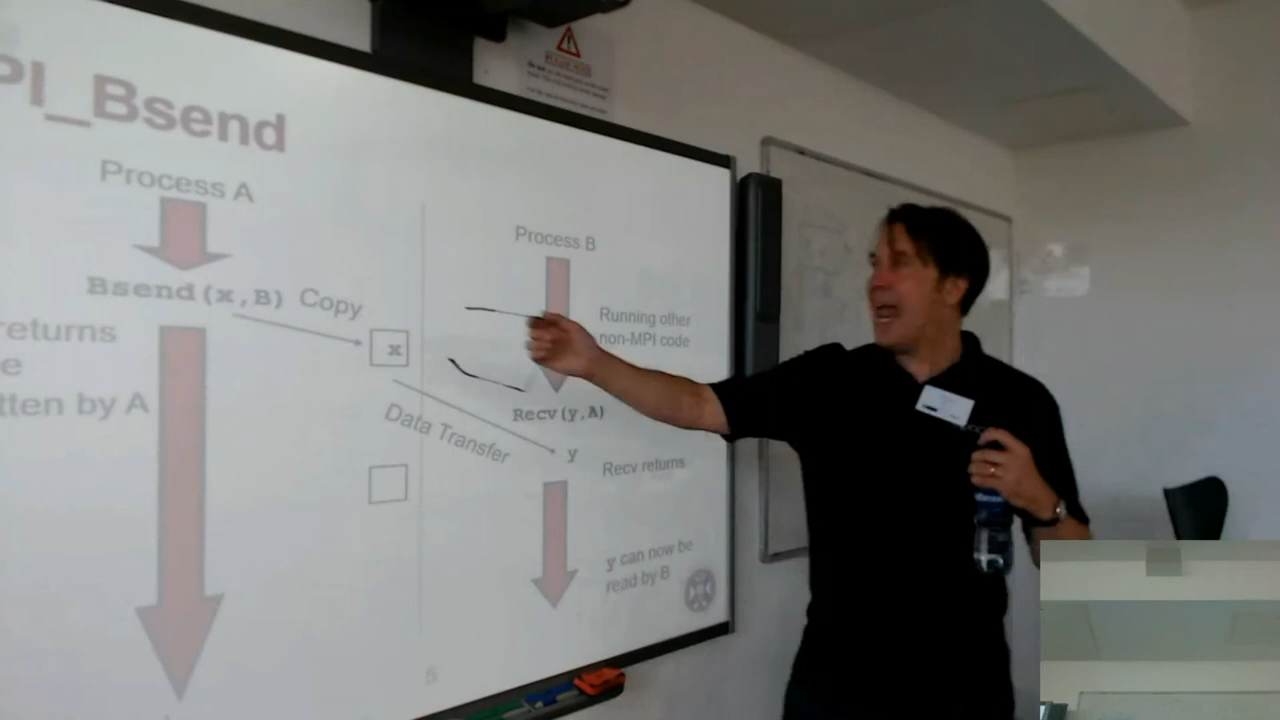 PI_Bsend
Process A
Bsend(x,B)
Copy
returns
e
tten by A
x
Data Transfer
Process B
Running other
non-MPI code
Recv(y,A)
y
Recv returns
y can now be
read by B